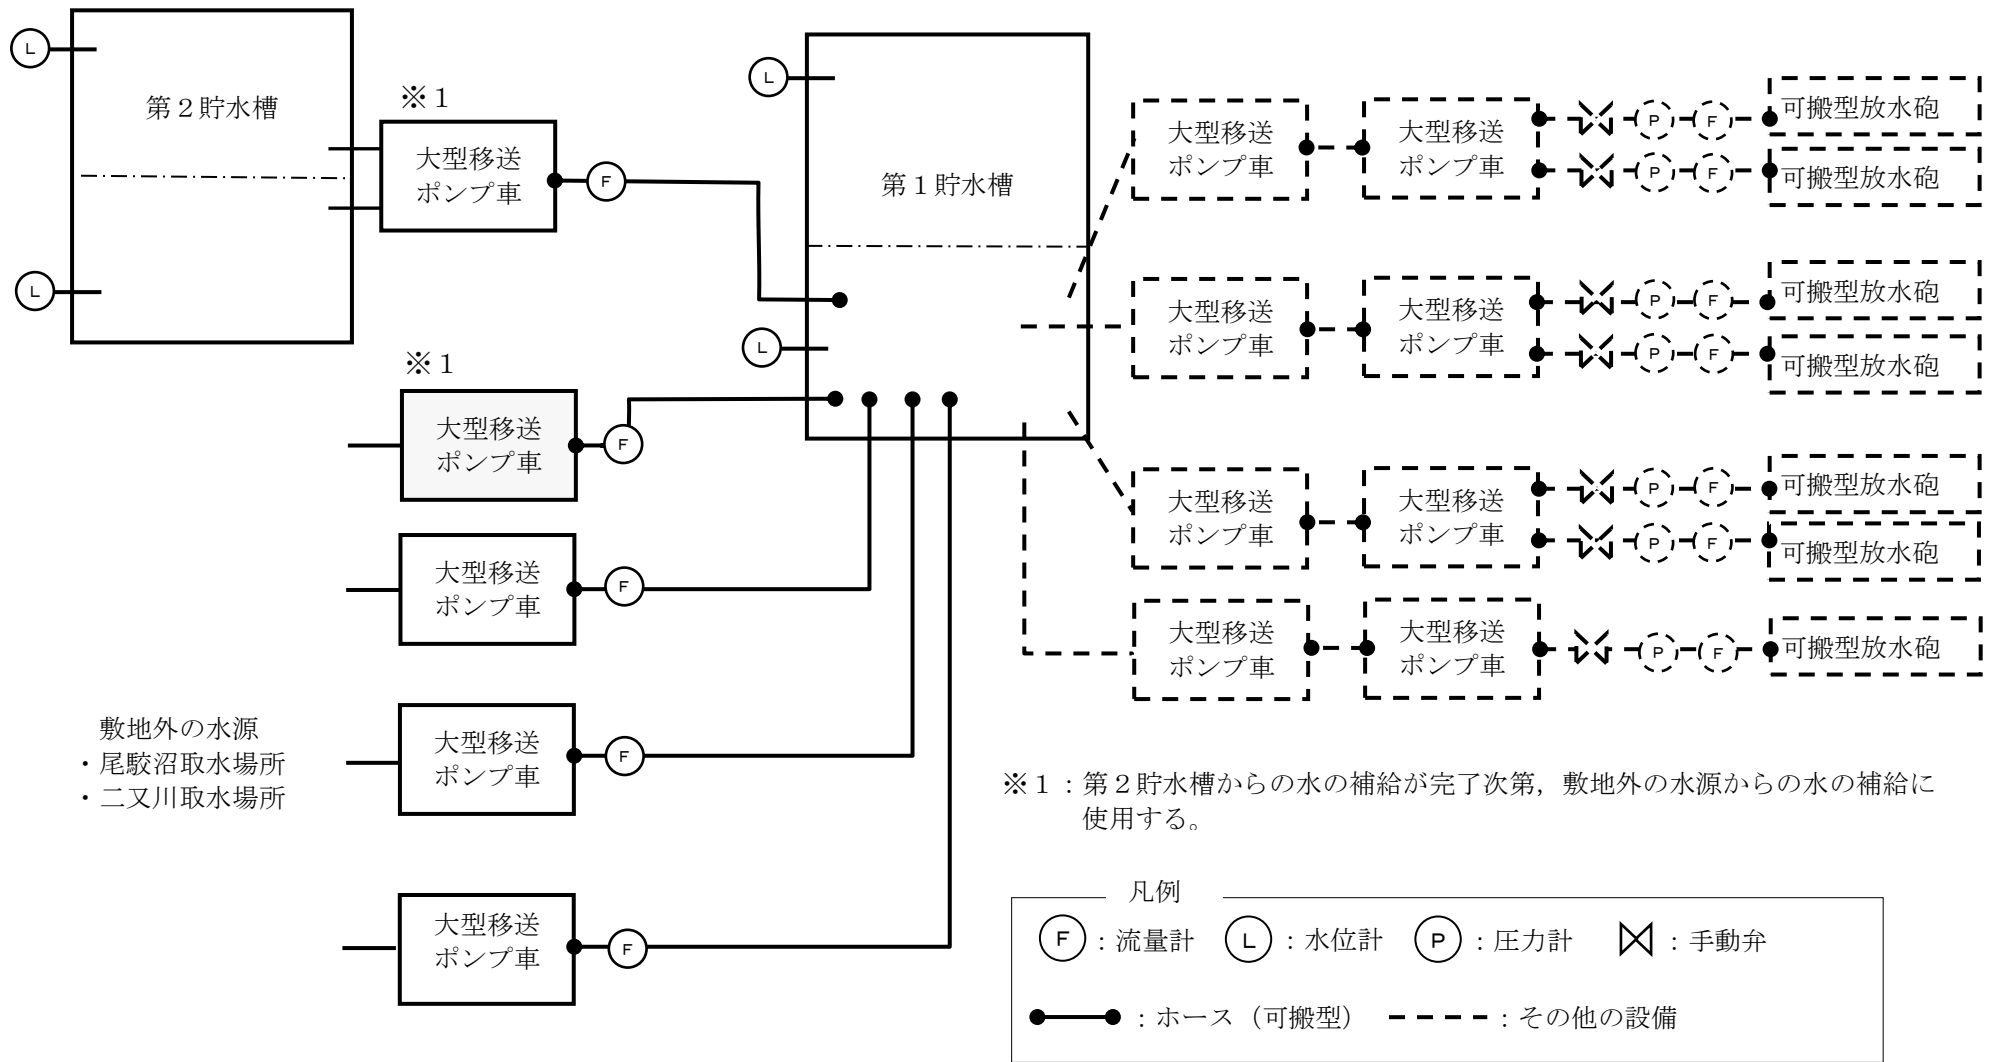 L
第２貯水槽
L
※１
大型移送
ポンプ車
F
L
第１貯水槽
L
※１
大型移送
ポンプ車
F
大型移送
ポンプ車
F
大型移送
ポンプ車
F
大型移送
ポンプ車
F
敷地外の水源
・尾駮沼取水場所
・二又川取水場所
大型移送
ポンプ車
大型移送
ポンプ車
P
F
可搬型放水砲
P
F
可搬型放水砲
大型移送
ポンプ車
大型移送
ポンプ車
P
F
可搬型放水砲
P
F
可搬型放水砲
大型移送
ポンプ車
大型移送
ポンプ車
P
F
可搬型放水砲
P
F
可搬型放水砲
大型移送
ポンプ車
大型移送
ポンプ車
P
F
可搬型放水砲
※１：第２貯水槽からの水の補給が完了次第，敷地外の水源からの水の補給に
使用する。
凡例
F：流量計 L：水位計 P：圧力計 ：手動弁
：ホース（可搬型） ：その他の設備